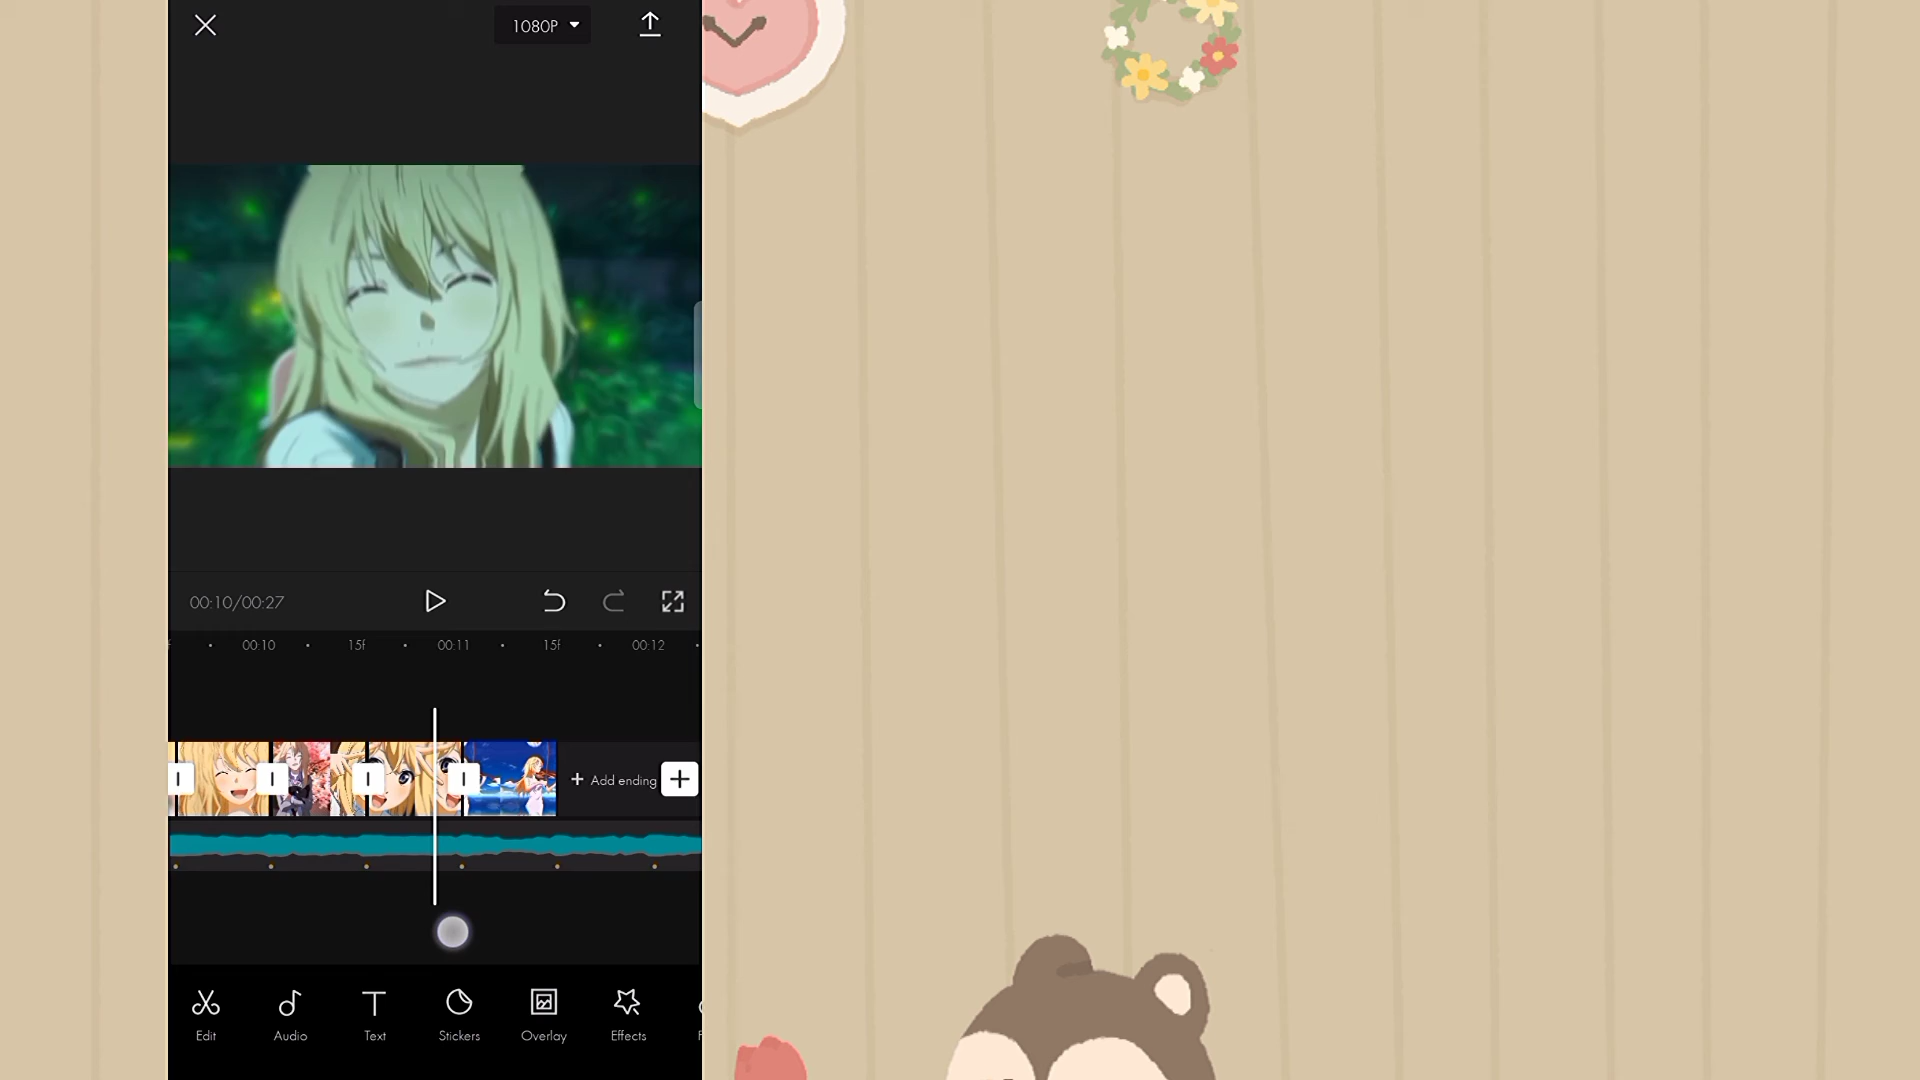 1080P
00:10/00:27
00:10 15f 00:11 15f 00:12
+ Add ending +
Edit Audio Text Stickers Overlay Effects